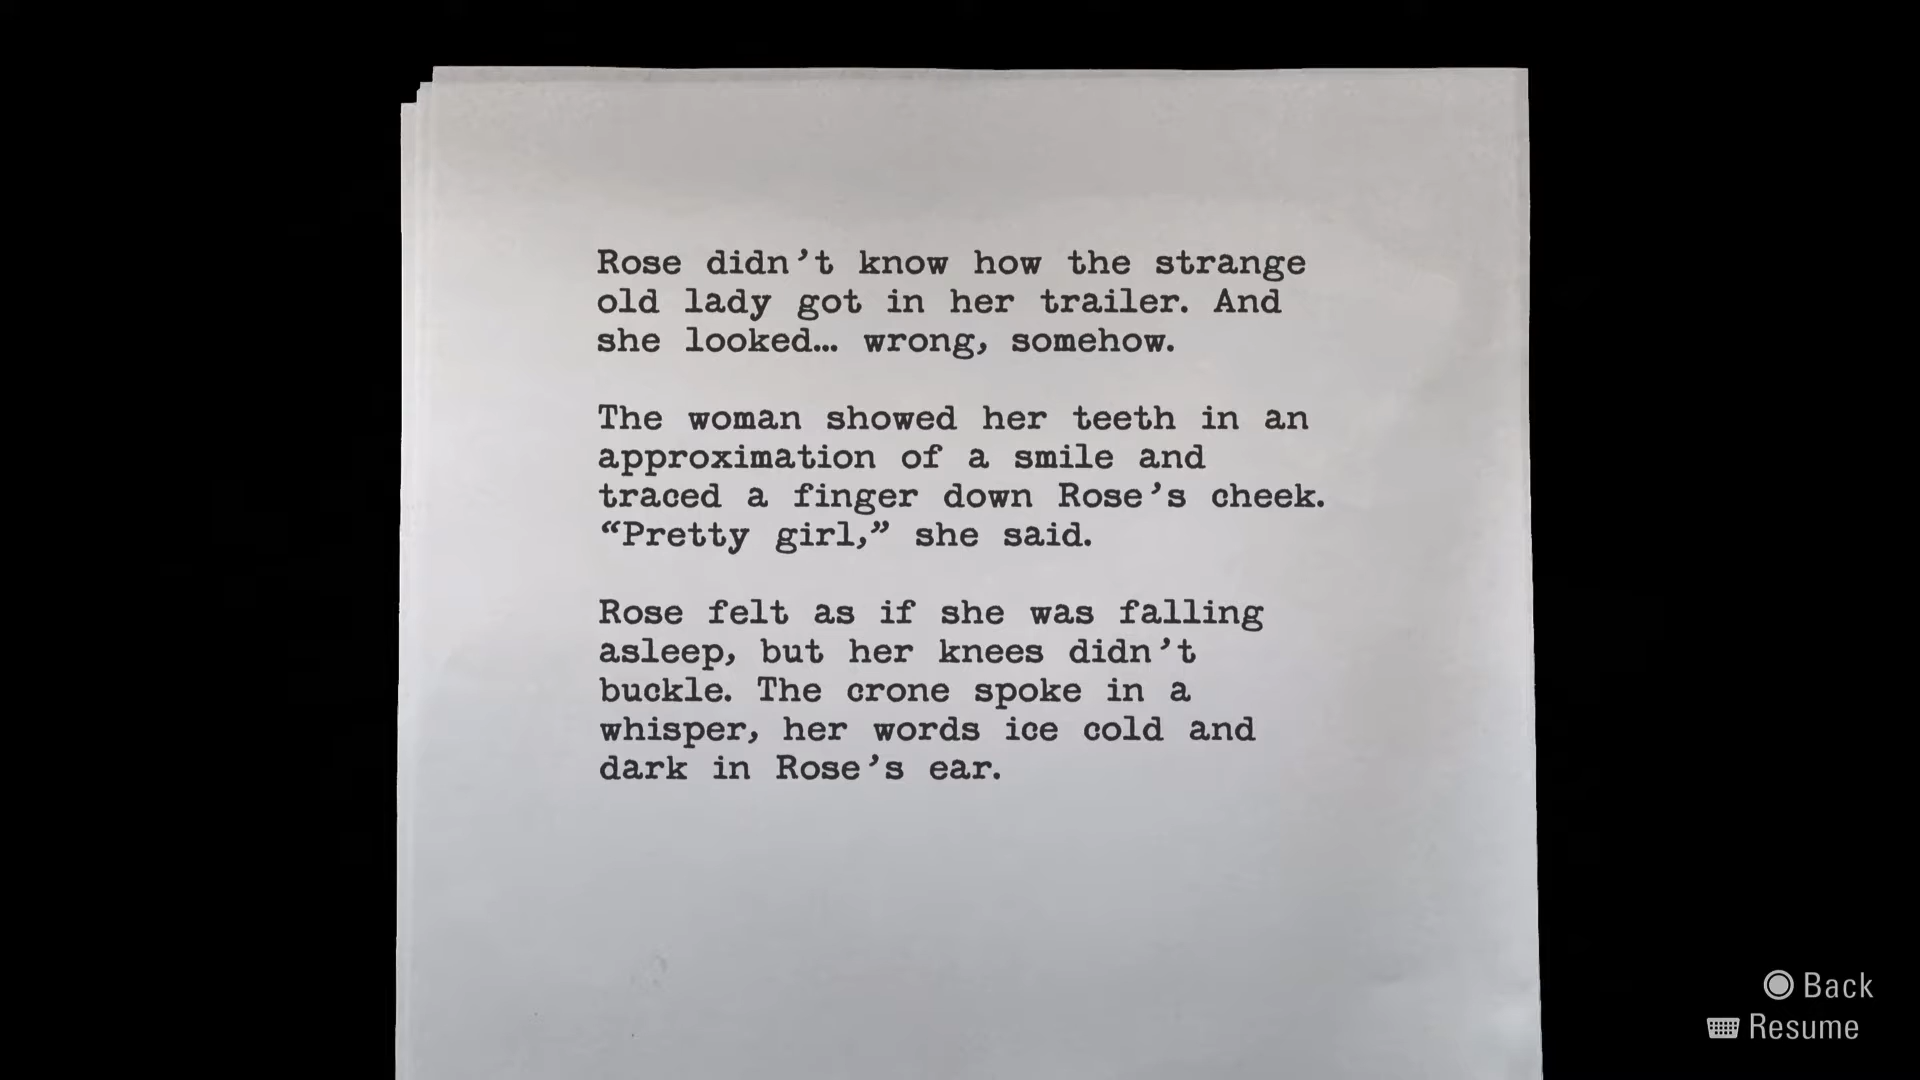 Rose didn’t know how the strange
old lady got in her trailer. And
she looked… wrong, somehow.
The woman showed her teeth in an
approximation of a smile and
traced a finger down Rose’s cheek.
“Pretty girl,” she said.
Rose felt as if she was falling
asleep, but her knees didn’t
buckle. The crone spoke in a
whisper, her words ice cold and
dark in Rose’s ear.
Back
Resume